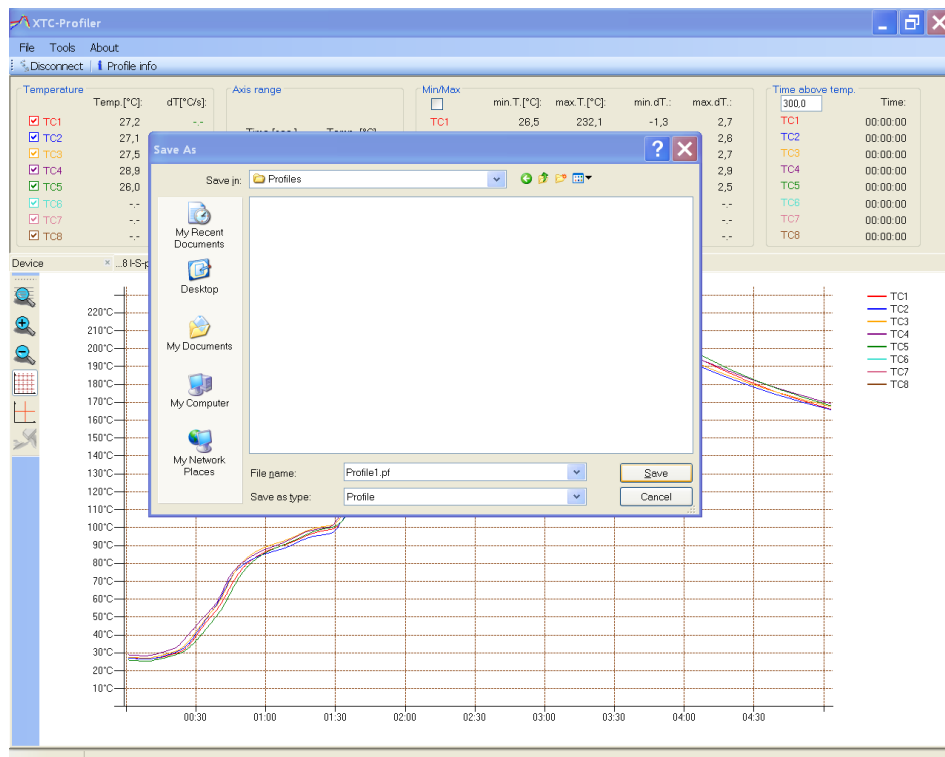 XTC-Profiler
File Tools About
Disconnect Profile info
Temperature Axis range Min/Max Time above temp.
Temp.[°C]: dT[°C/s]: min.T.[°C]: max.T.[°C]: min.dT.: max.dT.: 300,0 Time:
TC1 27,2 -.- TC1 26,5 232,1 -1,3 2,7 TC1 00:00:00
TC2 27,1 2,6 TC2 00:00:00
TC3 27,5 2,7 TC3 00:00:00
TC4 28,9 2,9 TC4 00:00:00
TC5 26,0 2,5 TC5 00:00:00
TC6 -.- -.- TC6 00:00:00
TC7 -.- -.- TC7 00:00:00
TC8 -.- -.- TC8 00:00:00
Save As
Save in: Profiles
My Recent
Documents
Desktop
My Documents
My Computer
My Network
Places
File name: Profile1.pf Save
Save as type: Profile Cancel
Device × ...8 I-S-p
220°C
210°C
200°C
190°C
180°C
170°C
160°C
150°C
140°C
130°C
120°C
110°C
100°C
90°C
80°C
70°C
60°C
50°C
40°C
30°C
20°C
10°C
00:30 01:00 01:30 02:00 02:30 03:00 03:30 04:00 04:30
TC1
TC2
TC3
TC4
TC5
TC6
TC7
TC8